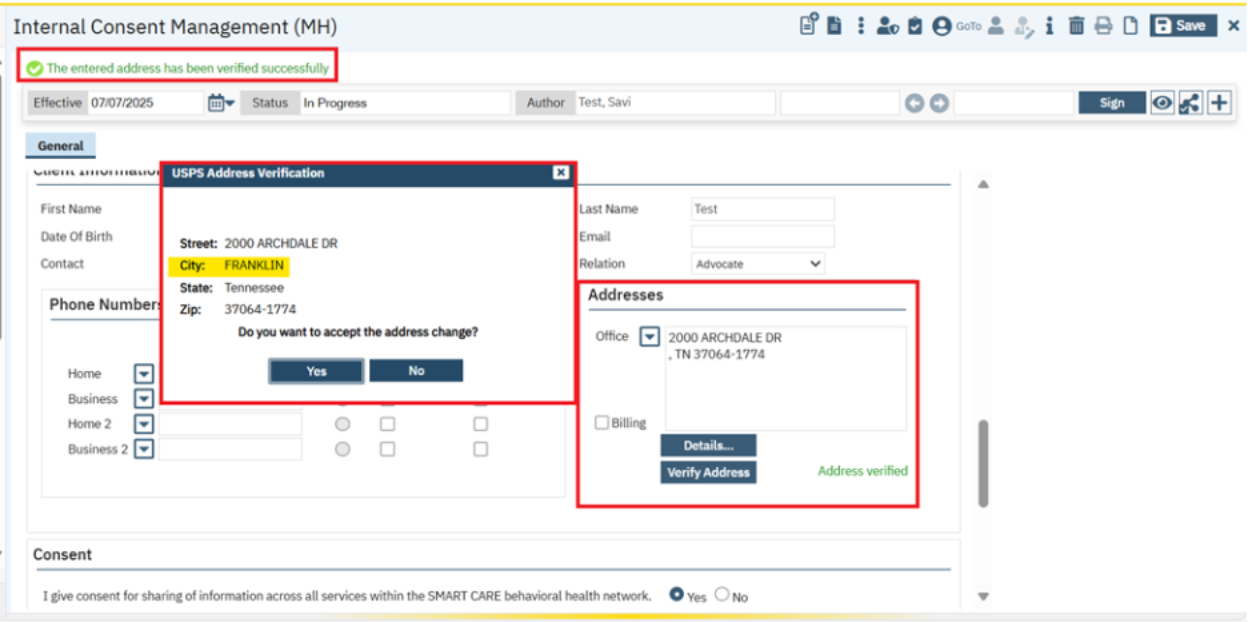 Internal Consent Management (MH)
GoTo
Save
The entered address has been verified successfully
Effective 07/07/2025 Status In Progress Author Test, Savi Sign
General
Client Information
USPS Address Verification
First Name
Last Name Test
Date Of Birth
Email
Contact
Relation Advocate
Street: 2000 ARCHDALE DR
City: FRANKLIN
State: Tennessee
Zip: 37064-1774
Do you want to accept the address change?
Yes No
Phone Numbers
Home
Business
Home 2
Business 2
Addresses
Office 2000 ARCHDALE DR
, TN 37064-1774
Billing
Details...
Verify Address Address verified
Consent
I give consent for sharing of information across all services within the SMART CARE behavioral health network. Yes No